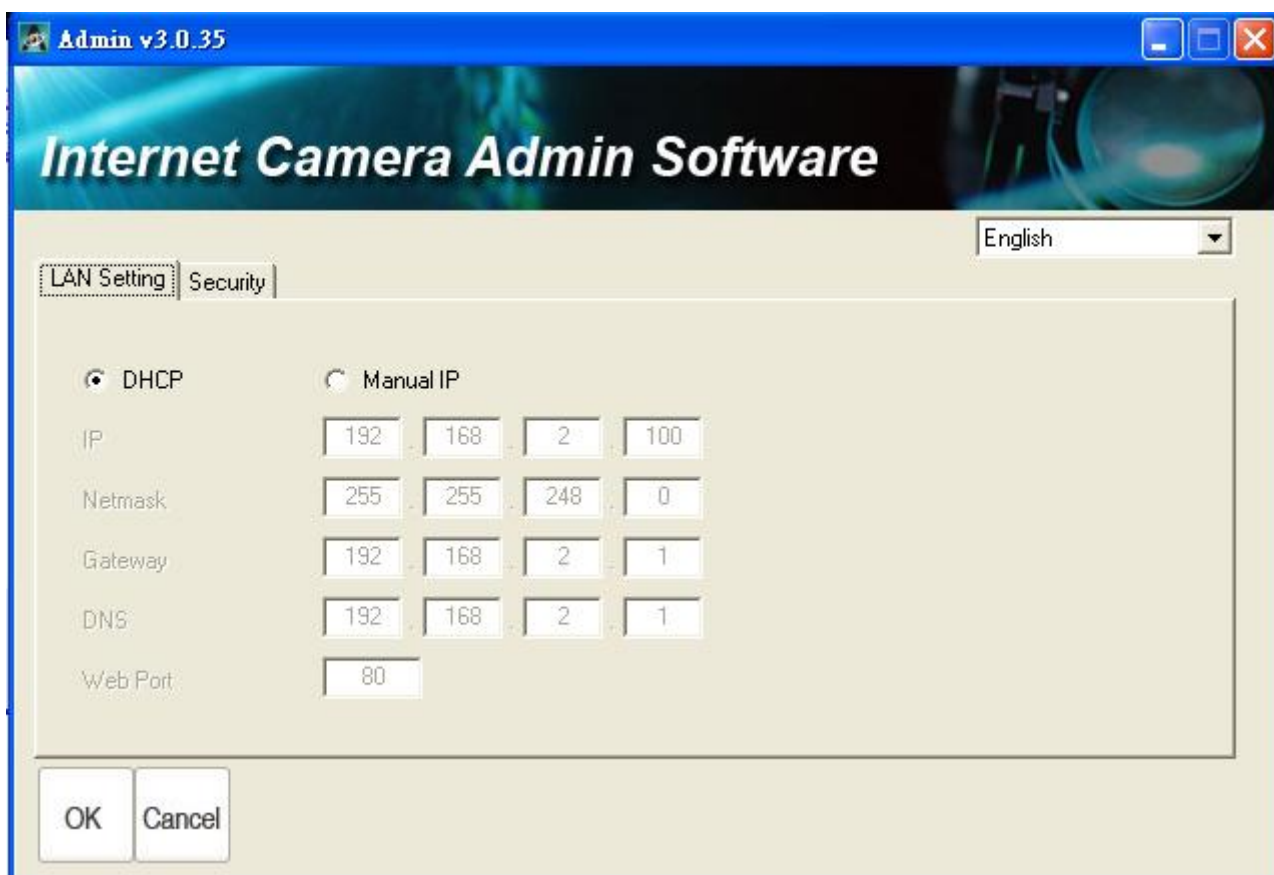 Admin v3.0.35
Internet Camera Admin Software
English
LAN Setting Security
DHCP Manual IP
IP 192 . 168 . 2 . 100
Netmask 255 . 255 . 248 . 0
Gateway 192 . 168 . 2 . 1
DNS 192 . 168 . 2 . 1
Web Port 80
OK Cancel